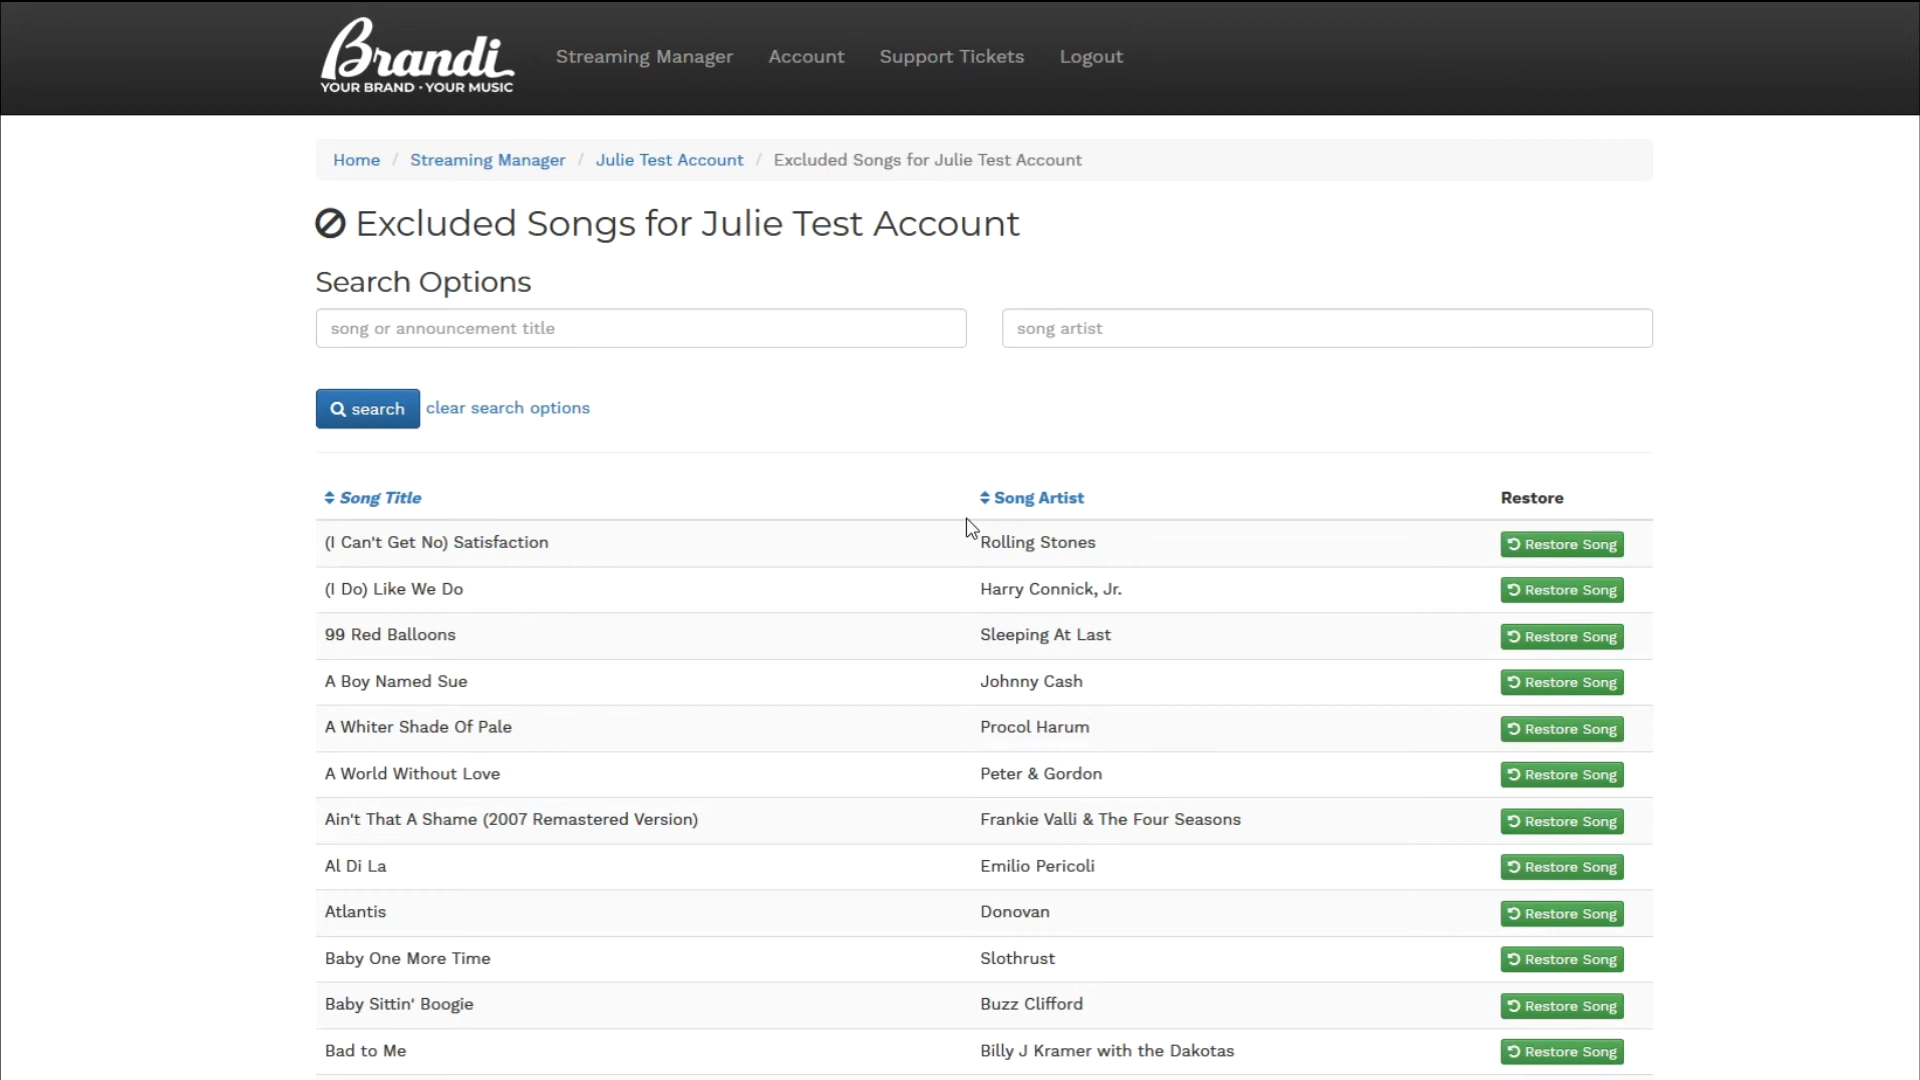 Brandi
YOUR BRAND • YOUR MUSIC
Streaming Manager Account Support Tickets Logout
Home / Streaming Manager / Julie Test Account / Excluded Songs for Julie Test Account
Excluded Songs for Julie Test Account
Search Options
song or announcement title song artist
search clear search options
Song Title Song Artist Restore
(I Can't Get No) Satisfaction Rolling Stones Restore Song
(I Do) Like We Do Harry Connick, Jr. Restore Song
99 Red Balloons Sleeping At Last Restore Song
A Boy Named Sue Johnny Cash Restore Song
A Whiter Shade Of Pale Procol Harum Restore Song
A World Without Love Peter & Gordon Restore Song
Ain't That A Shame (2007 Remastered Version) Frankie Valli & The Four Seasons Restore Song
Al Di La Emilio Pericoli Restore Song
Atlantis Donovan Restore Song
Baby One More Time Slothrust Restore Song
Baby Sittin' Boogie Buzz Clifford Restore Song
Bad to Me Billy J Kramer with the Dakotas Restore Song